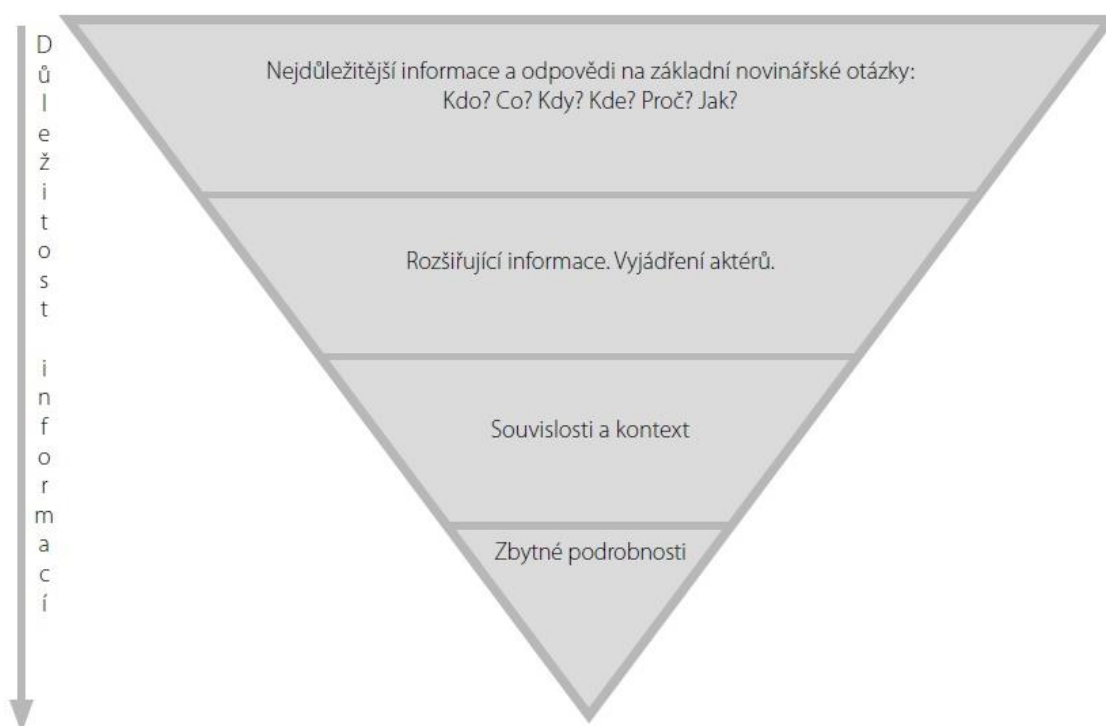 Důležitost informací
Nejdůležitější informace a odpovědi na základní novinářské otázky:
Kdo? Co? Kdy? Kde? Proč? Jak?
Rozšiřující informace. Vyjádření aktérů.
Souvislosti a kontext
Zbytné podrobnosti